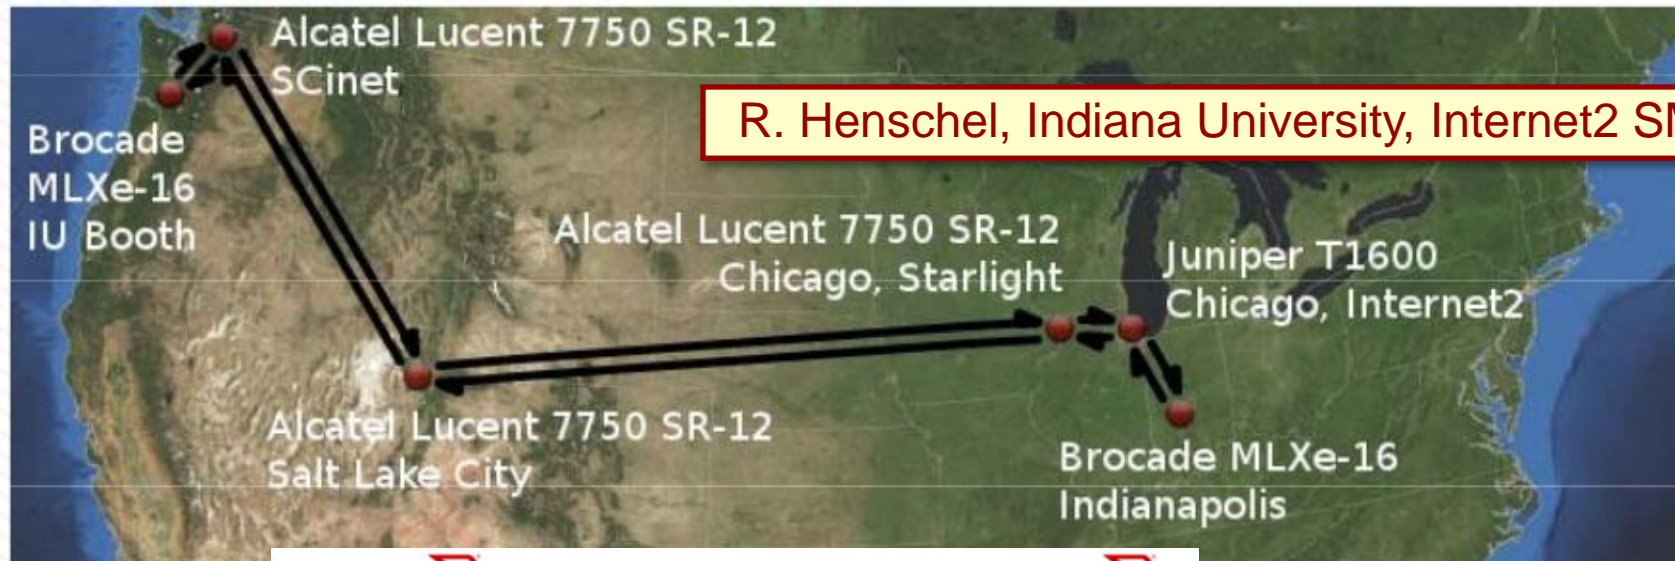 Alcatel Lucent 7750 SR-12
SCinet
R. Henschel, Indiana University, Internet2
Brocade
MLXe-16
IU Booth
Alcatel Lucent 7750 SR-12
Chicago, Starlight
Juniper T1600
Chicago, Internet2
Alcatel Lucent 7750 SR-12
Salt Lake City
Brocade MLXe-16
Indianapolis